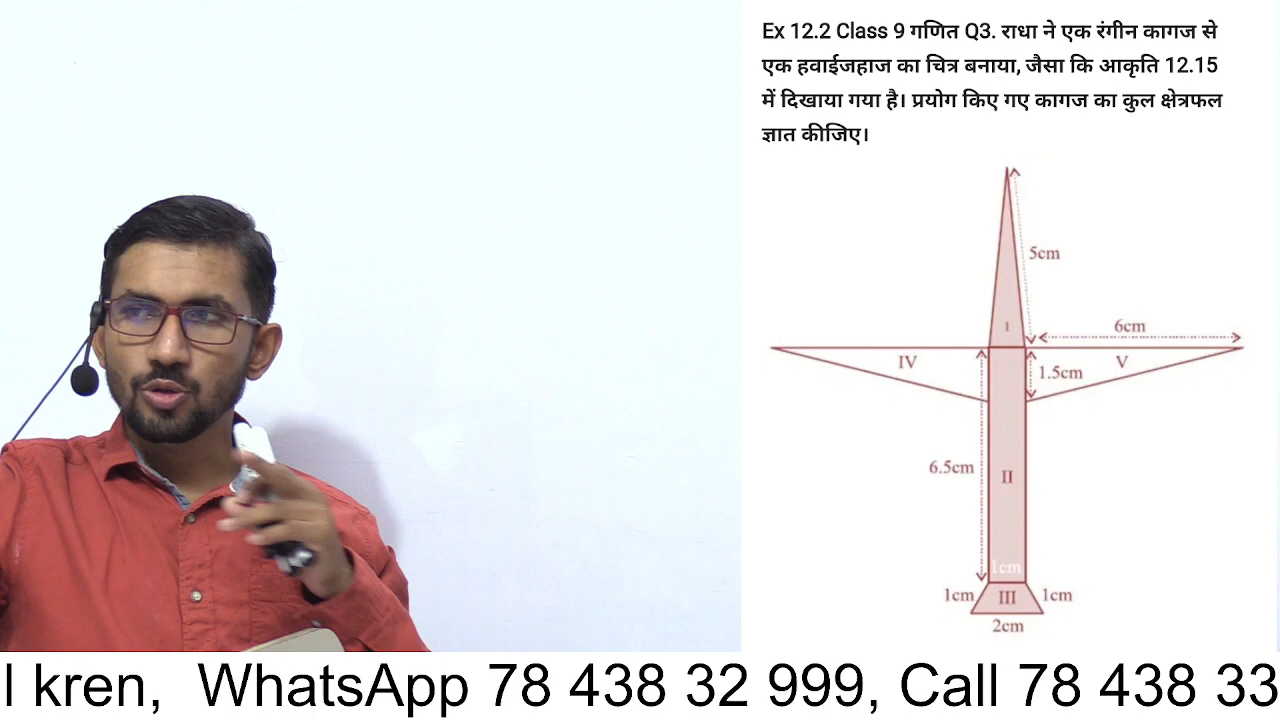 Ex 12.2 Class 9 गणित Q3. राधा ने एक रंगीन कागज से
एक हवाईजहाज का चित्र बनाया, जैसा कि आकृति 12.15
में दिखाया गया है। प्रयोग किए गए कागज का कुल क्षेत्रफल
ज्ञात कीजिए।
5cm
I
6cm
IV
V
1.5cm
6.5cm
II
1cm
1cm
III
1cm
2cm
l kren, WhatsApp 78 438 32 999, Call 78 438 33